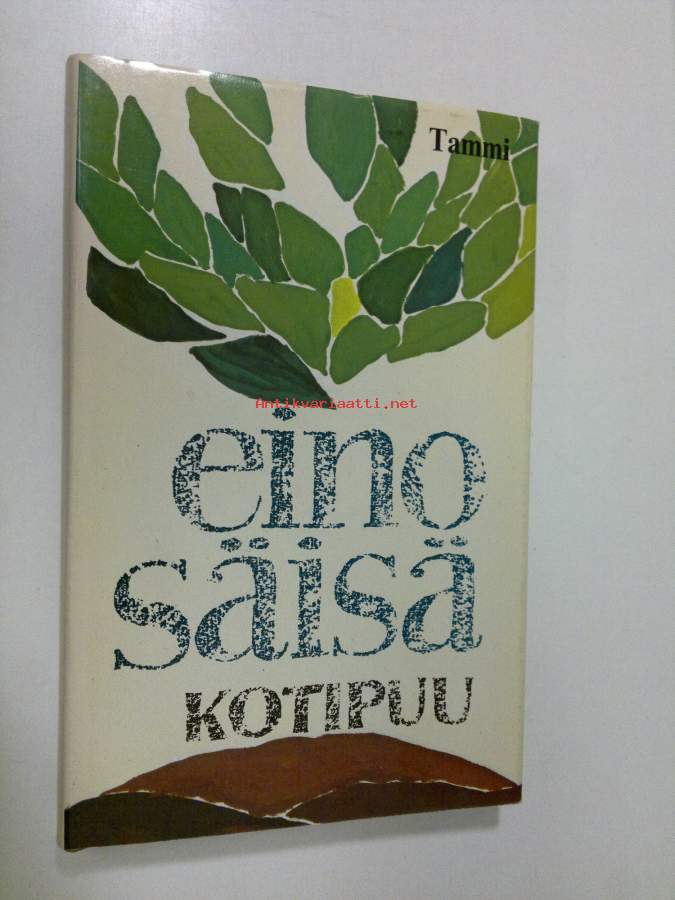 Tammi
Antikvariaatti.net
eino
säisä
KOTIPUU